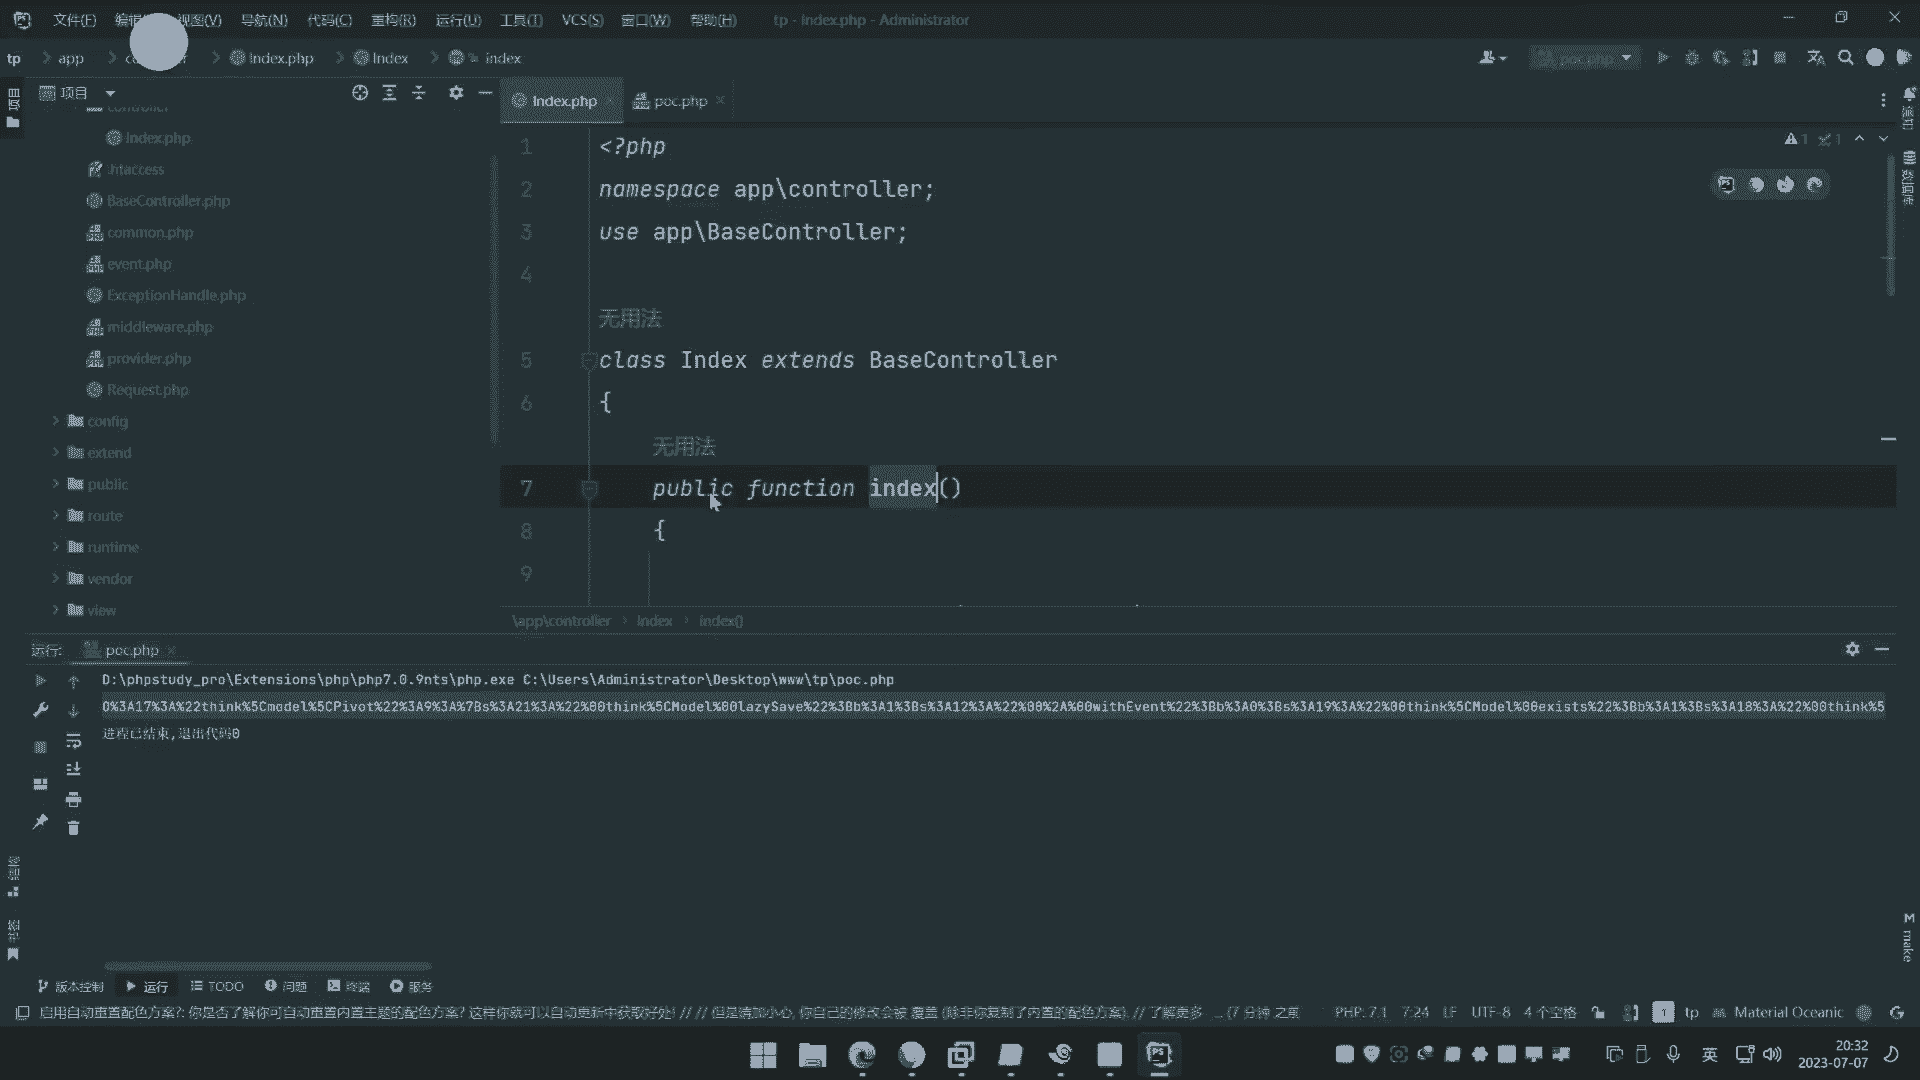 文件(F) 编辑 视图(V) 导航(N) 代码(C) 重构(R) 运行(U) 工具(T) VCS(S) 窗口(W) 帮助(H) tp - Index.php - Administrator
tp app Index.php Index index poc.php
项目
Index.php poc.php
controller
Index.php
.htaccess
BaseController.php
common.php
event.php
ExceptionHandle.php
middleware.php
provider.php
Request.php
config
extend
public
route
runtime
vendor
view
1 <?php
2 namespace app\controller;
3 use app\BaseController;
4
无用法
5 class Index extends BaseController
6 {
无用法
7 public function index()
8 {
9
1 1
项目
通知
数据库
\app\controller Index index()
运行: poc.php
D:\phpstudy_pro\Extensions\php\php7.0.9nts\php.exe C:\Users\Administrator\Desktop\www\tp\poc.php
O%3A17%3A%22think%5Cmodel%5CPivot%22%3A9%3A%7Bs%3A21%3A%22%00think%5CModel%00lazySave%22%3Bb%3A1%3Bs%3A12%3A%22%00%2A%00withEvent%22%3Bb%3A0%3Bs%3A19%3A%22%00think%5CModel%00exists%22%3Bb%3A1%3Bs%3A18%3A%22%00think%5
进程已结束,退出代码0
结构
书签
M make
版本控制 运行 TODO 问题 终端 服务
启用自动重置配色方案?: 你是否了解你可自动重置内置主题的配色方案? 这样你就可以自动更新中获取好处! // // 但是请加小心, 你自己的修改会被 覆盖 (除非你复制了内置的配色方案). // 了解更多 ... (7 分钟 之前 PHP: 7.1 7:24 LF UTF-8 4 个空格 tp Material Oceanic
英 20:32
2023-07-07